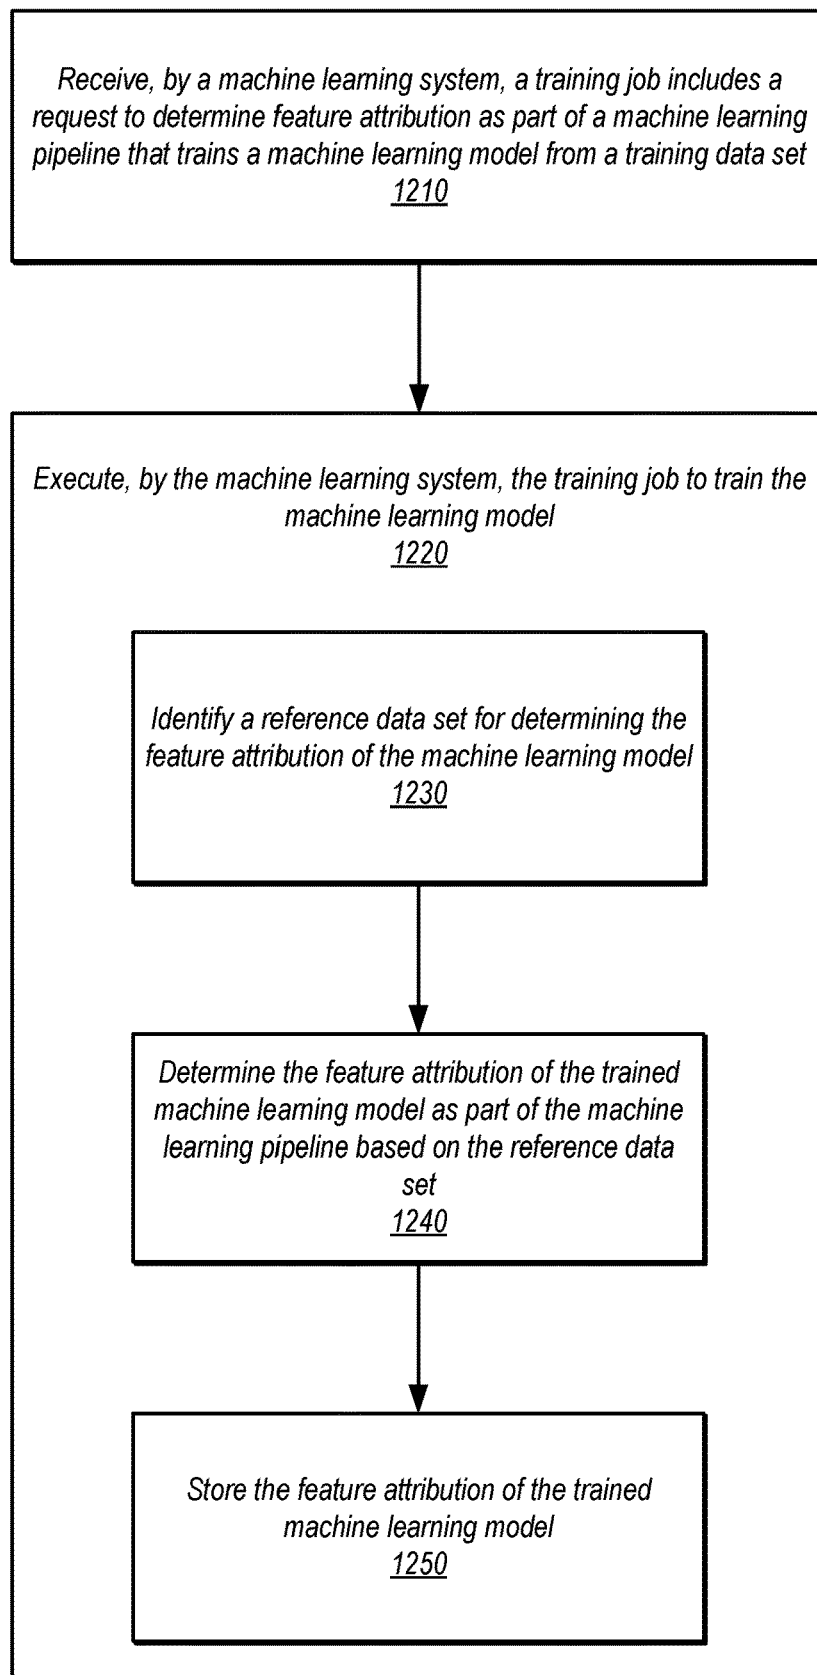 Receive, by a machine learning system, a training job includes a
request to determine feature attribution as part of a machine learning
pipeline that trains a machine learning model from a training data set
1210
Execute, by the machine learning system, the training job to train the
machine learning model
1220
Identify a reference data set for determining the
feature attribution of the machine learning model
1230
Determine the feature attribution of the trained
machine learning model as part of the machine
learning pipeline based on the reference data
set
1240
Store the feature attribution of the trained
machine learning model
1250